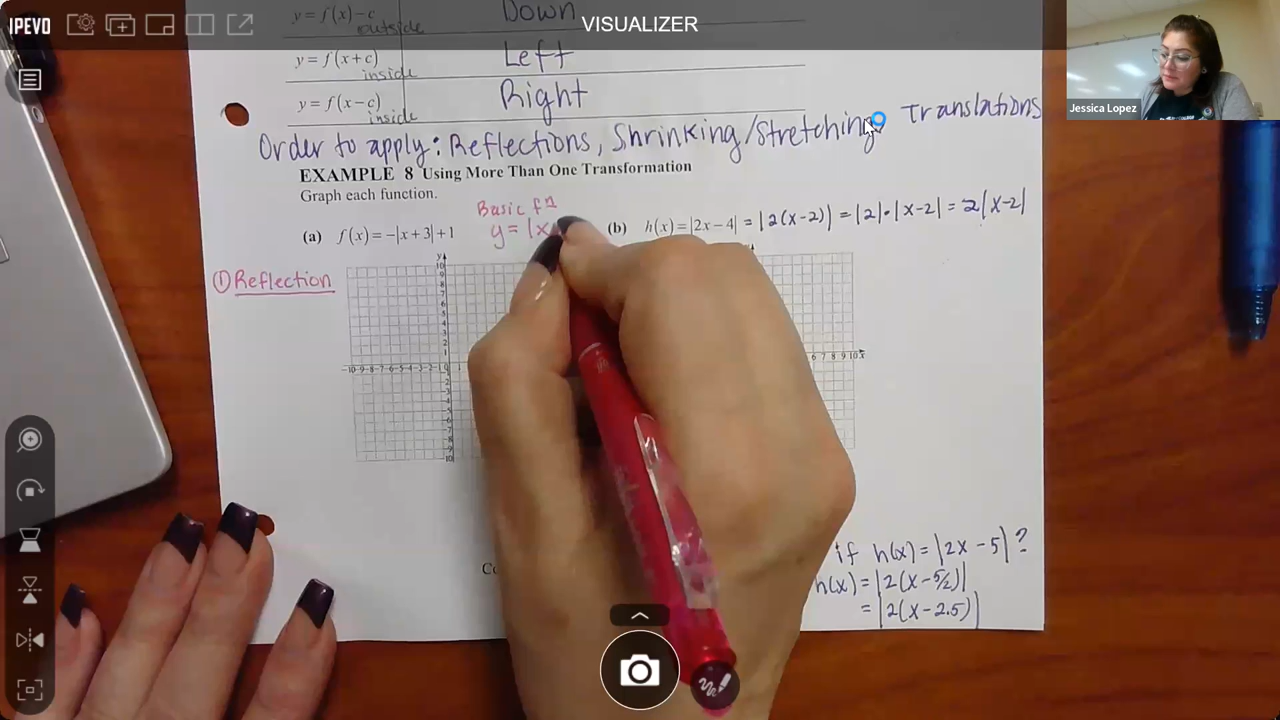 IPEVO
VISUALIZER
Jessica Lopez
y = f(x) – c
outside
Down
y = f(x + c)
inside
Left
y = f(x – c)
inside
Right
Order to apply: Reflections, Shrinking/Stretching, Translations
EXAMPLE 8 Using More Than One Transformation
Graph each function.
Basic fn
(a) f(x) = –|x + 3| + 1
y = |x
(b) h(x) = |2x – 4| = |2(x-2)| = |2|•|x-2| = 2|x-2|
① Reflection
if h(x) = |2x - 5| ?
h(x) = |2(x - 5/2)|
= |2(x - 2.5)|